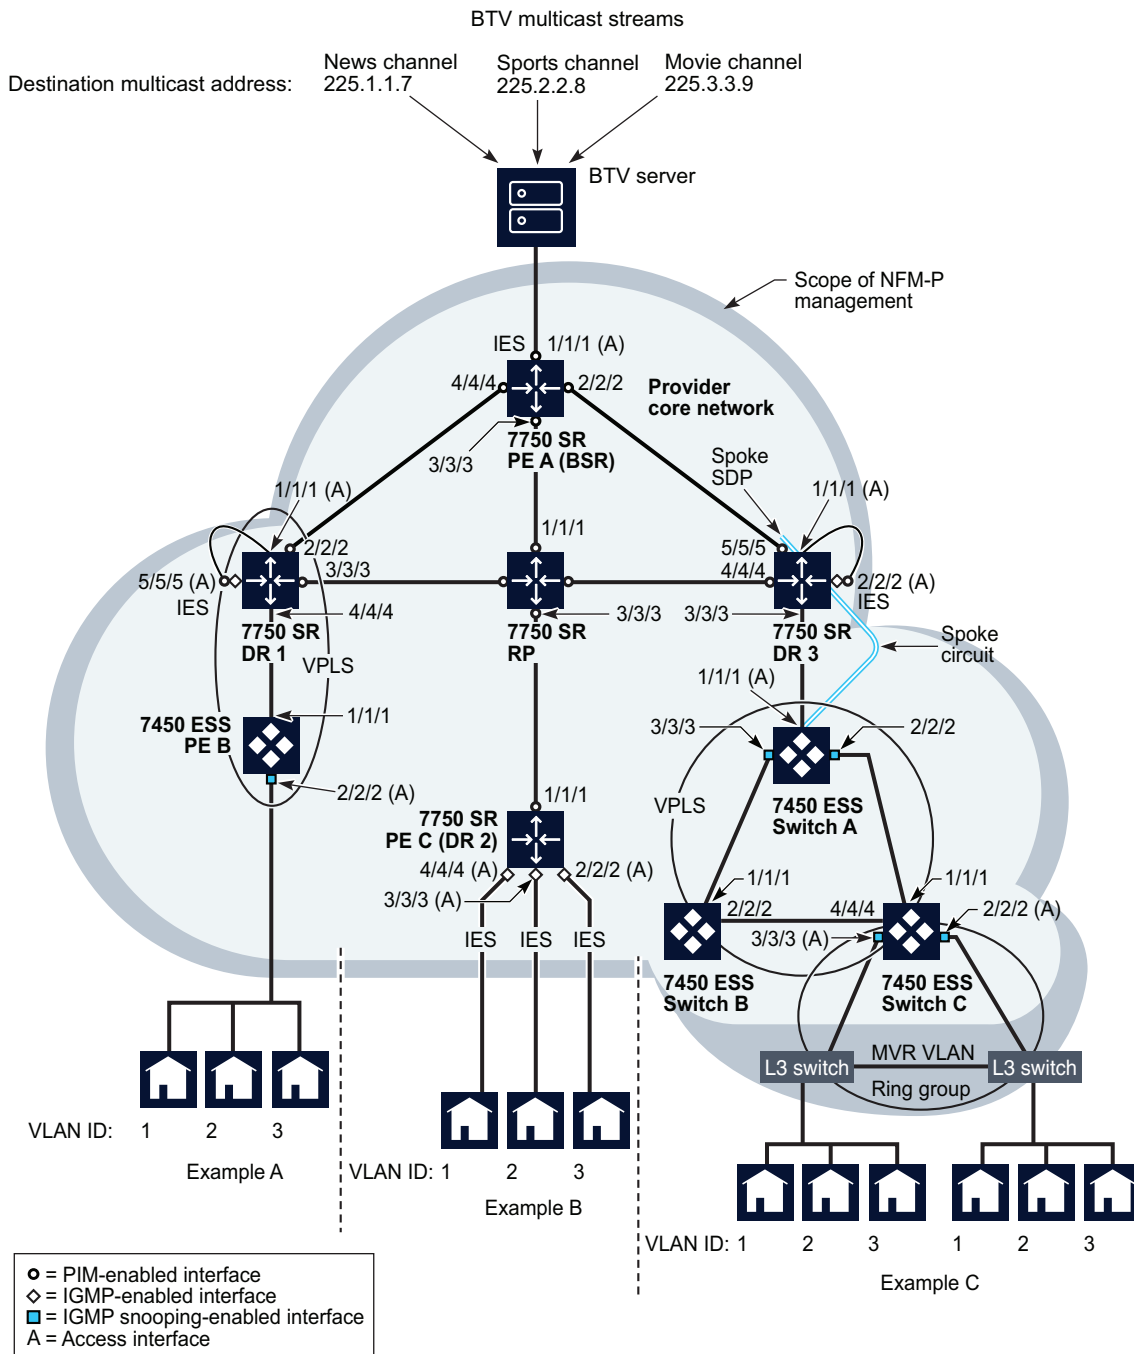 BTV multicast streams
News channel
225.1.1.7
Sports channel
225.2.2.8
Movie channel
225.3.3.9
Destination multicast address:
BTV server
Scope of NFM-P
management
IES
1/1/1 (A)
4/4/4
2/2/2
Provider
core network
7750 SR
PE A (BSR)
3/3/3
Spoke
SDP
1/1/1 (A)
1/1/1 (A)
1/1/1
2/2/2
3/3/3
5/5/5
4/4/4
5/5/5 (A)
IES
2/2/2 (A)
IES
4/4/4
3/3/3
3/3/3
7750 SR
DR 1
7750 SR
RP
7750 SR
DR 3
Spoke
circuit
VPLS
1/1/1 (A)
1/1/1
7450 ESS
PE B
3/3/3
2/2/2
2/2/2 (A)
1/1/1
VPLS
7450 ESS
Switch A
7750 SR
PE C (DR 2)
4/4/4 (A)
2/2/2 (A)
3/3/3 (A)
1/1/1
1/1/1
2/2/2
4/4/4
2/2/2 (A)
3/3/3 (A)
IES
IES
IES
7450 ESS
Switch B
7450 ESS
Switch C
L3 switch
MVR VLAN
L3 switch
Ring group
VLAN ID: 1 2 3
Example A
VLAN ID: 1 2 3
Example B
VLAN ID: 1 2 3 1 2 3
Example C
= PIM-enabled interface
= IGMP-enabled interface
= IGMP snooping-enabled interface
A = Access interface